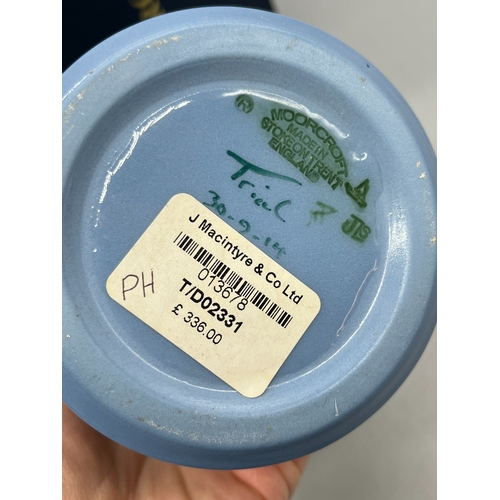 ®
MOORCROFT
MADE IN
STOKE ON TRENT
ENGLAND
JTS
Trial
30-9-14
J Macintyre & Co Ltd
013678
T/D02331
£ 336.00
PH